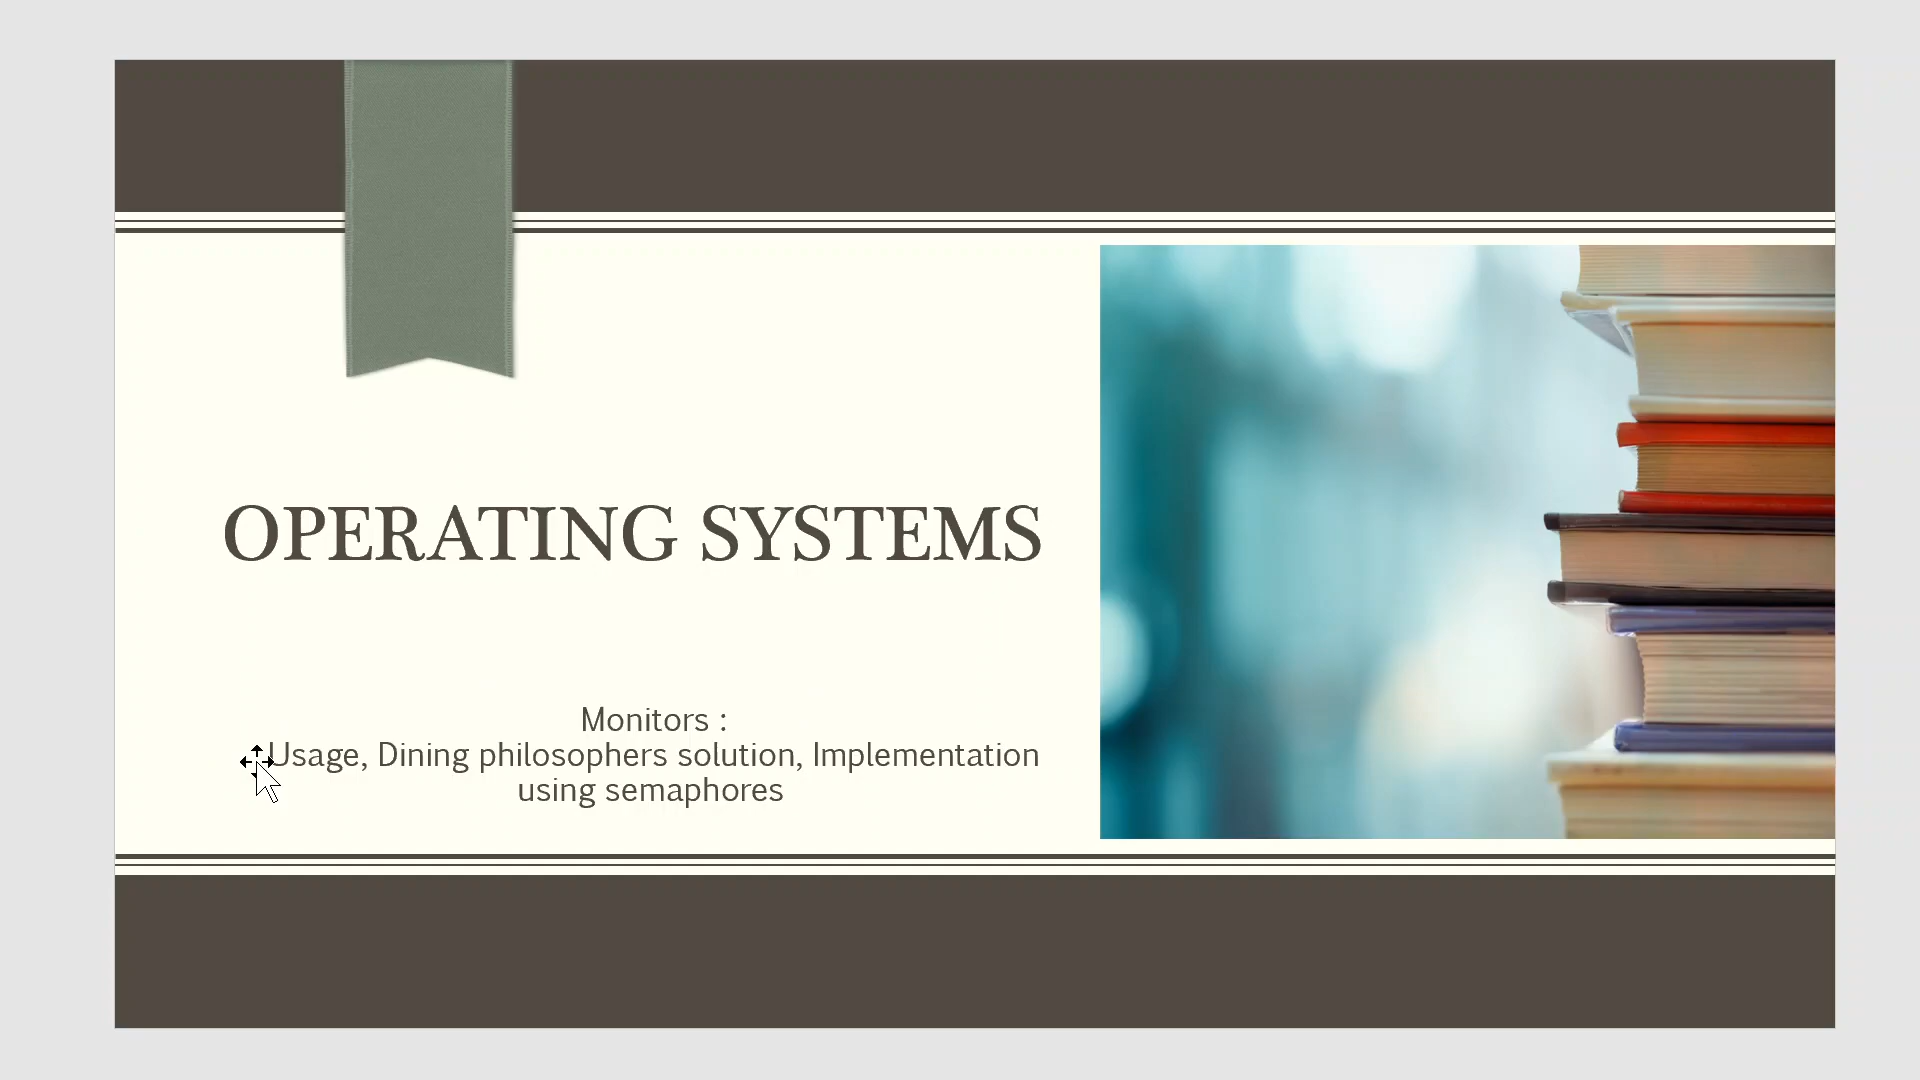 OPERATING SYSTEMS
Monitors :
Usage, Dining philosophers solution, Implementation
using semaphores